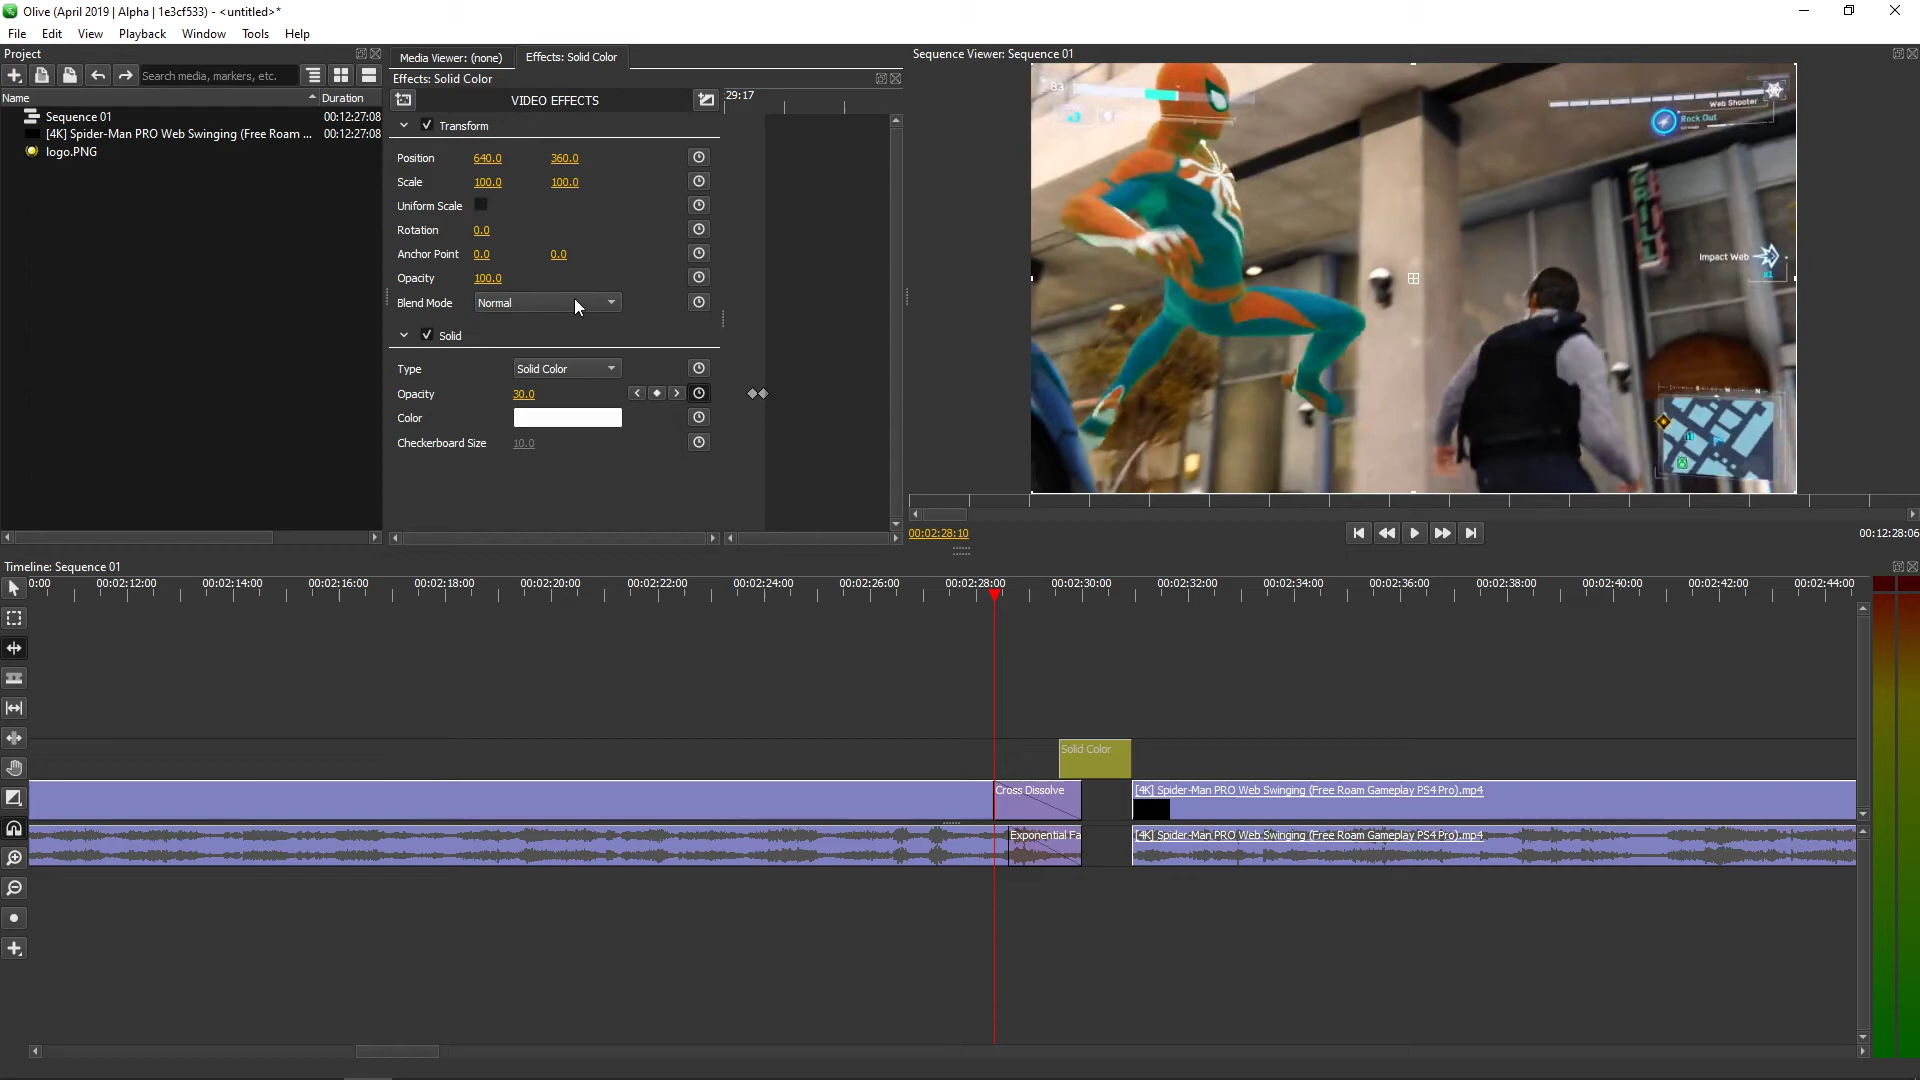 Olive (April 2019 | Alpha | 1e3cf533) - <untitled>*
File Edit View Playback Window Tools Help
Project
Search media, markers, etc.
Name Duration
Sequence 01 00:12:27:08
[4K] Spider-Man PRO Web Swinging (Free Roam ... 00:12:27:08
logo.PNG
Media Viewer: (none) Effects: Solid Color
Effects: Solid Color
VIDEO EFFECTS
29:17
Transform
Position 640.0 360.0
Scale 100.0 100.0
Uniform Scale
Rotation 0.0
Anchor Point 0.0 0.0
Opacity 100.0
Blend Mode Normal
Solid
Type Solid Color
Opacity 30.0
Color
Checkerboard Size 10.0
Sequence Viewer: Sequence 01
83
x3
Web Shooter
Rock Out
Impact Web
x1
00:02:28:10
00:12:28:06
Timeline: Sequence 01
0:00 00:02:12:00 00:02:14:00 00:02:16:00 00:02:18:00 00:02:20:00 00:02:22:00 00:02:24:00 00:02:26:00 00:02:28:00 00:02:30:00 00:02:32:00 00:02:34:00 00:02:36:00 00:02:38:00 00:02:40:00 00:02:42:00 00:02:44:00
Solid Color
Cross Dissolve
[4K] Spider-Man PRO Web Swinging (Free Roam Gameplay PS4 Pro).mp4
Exponential Fa
[4K] Spider-Man PRO Web Swinging (Free Roam Gameplay PS4 Pro).mp4